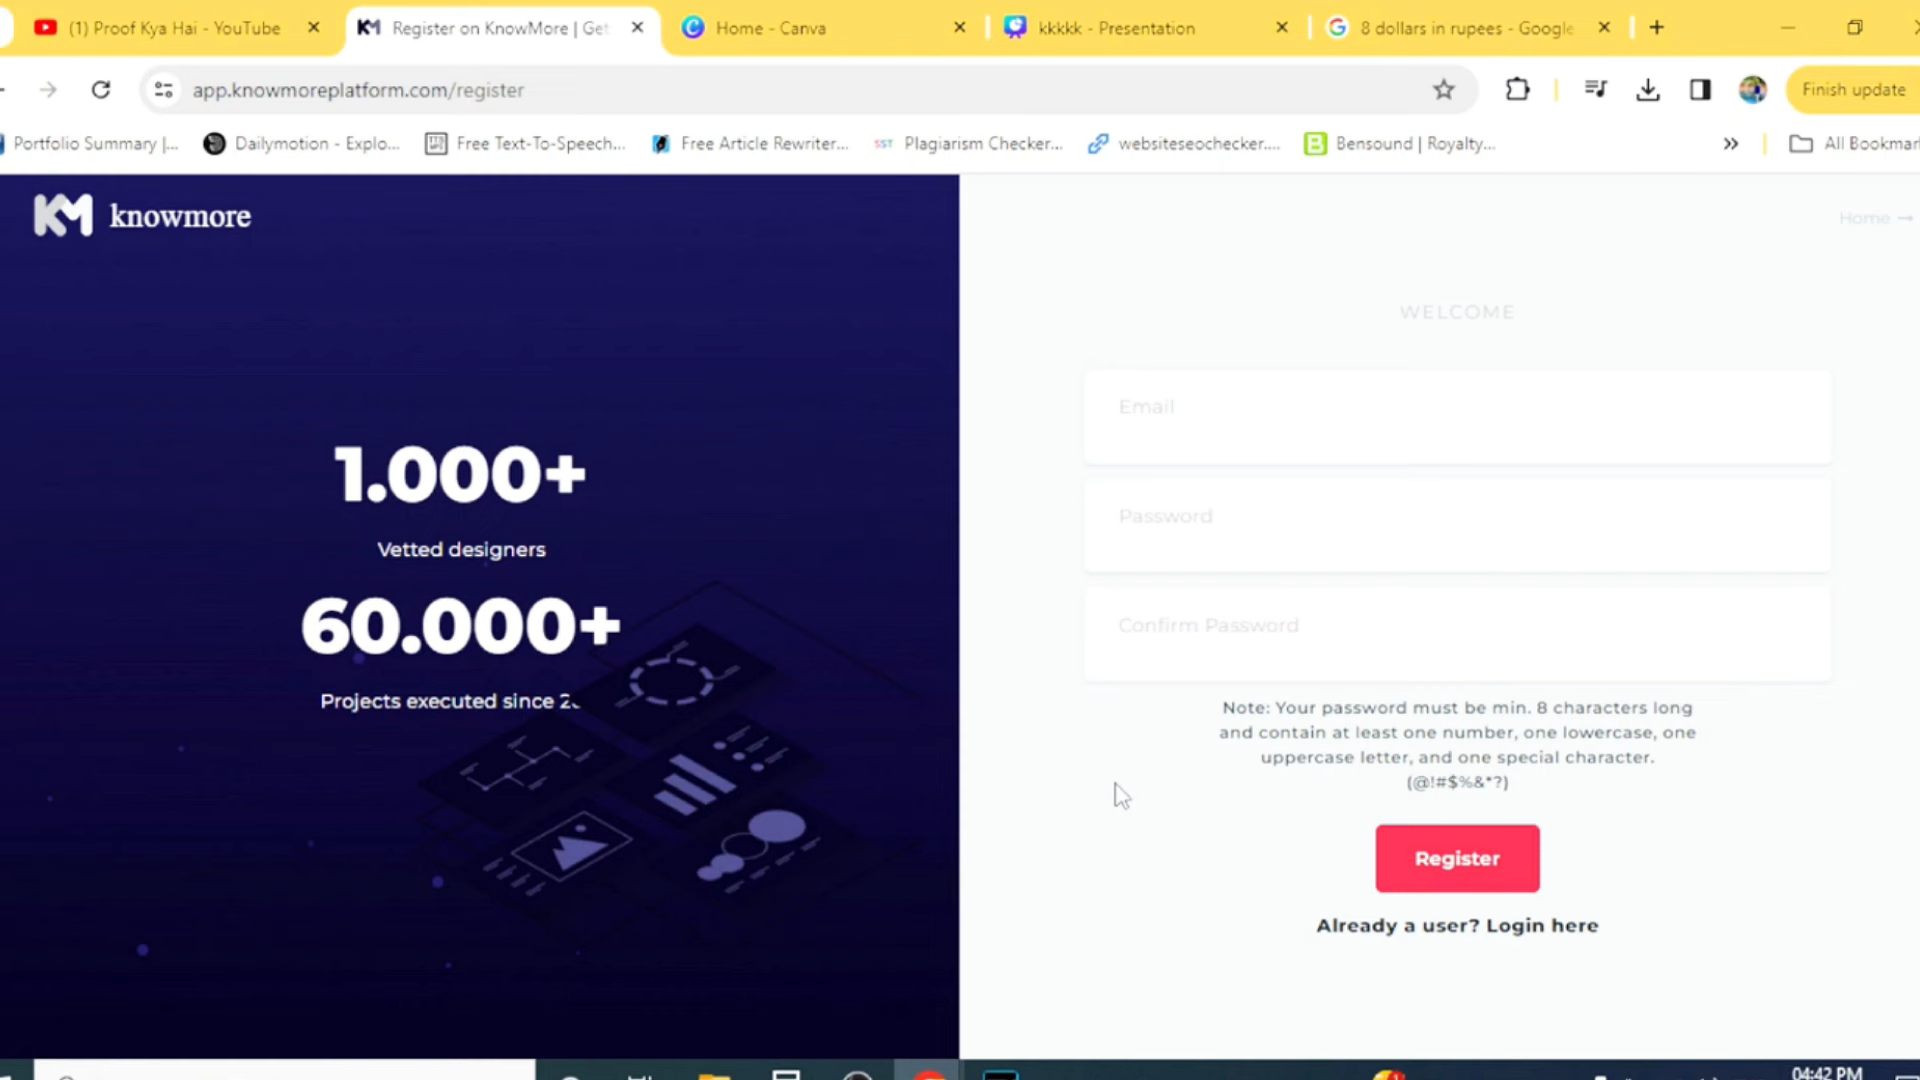 (1) Proof Kya Hai - YouTube
Register on KnowMore | Get
Home - Canva
kkkkk - Presentation
8 dollars in rupees - Google
app.knowmoreplatform.com/register
Finish update
Portfolio Summary |...
Dailymotion - Explo...
Free Text-To-Speech...
Free Article Rewriter...
SST
Plagiarism Checker...
websiteseochecker....
Bensound | Royalty...
All Bookmar
KM knowmore
Home
1.000+
Vetted designers
60.000+
Projects executed since
WELCOME
Email
Password
Confirm Password
Note: Your password must be min. 8 characters long
and contain at least one number, one lowercase, one
uppercase letter, and one special character.
(@!#$%&*?)
Register
Already a user? Login here
04:42 PM